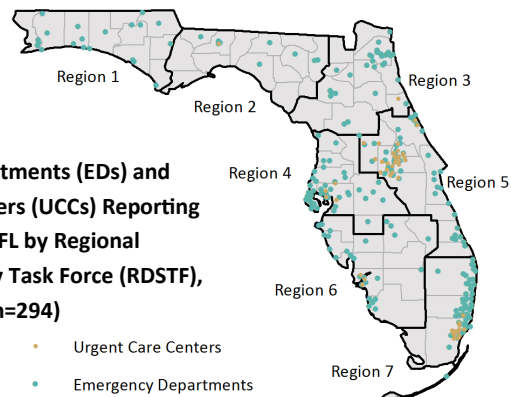 Region 1
Region 2
Region 3
Region 4
Region 5
Region 6
Region 7
tments (EDs) and
ers (UCCs) Reporting
FL by Regional
y Task Force (RDSTF),
n=294)
Urgent Care Centers
Emergency Departments